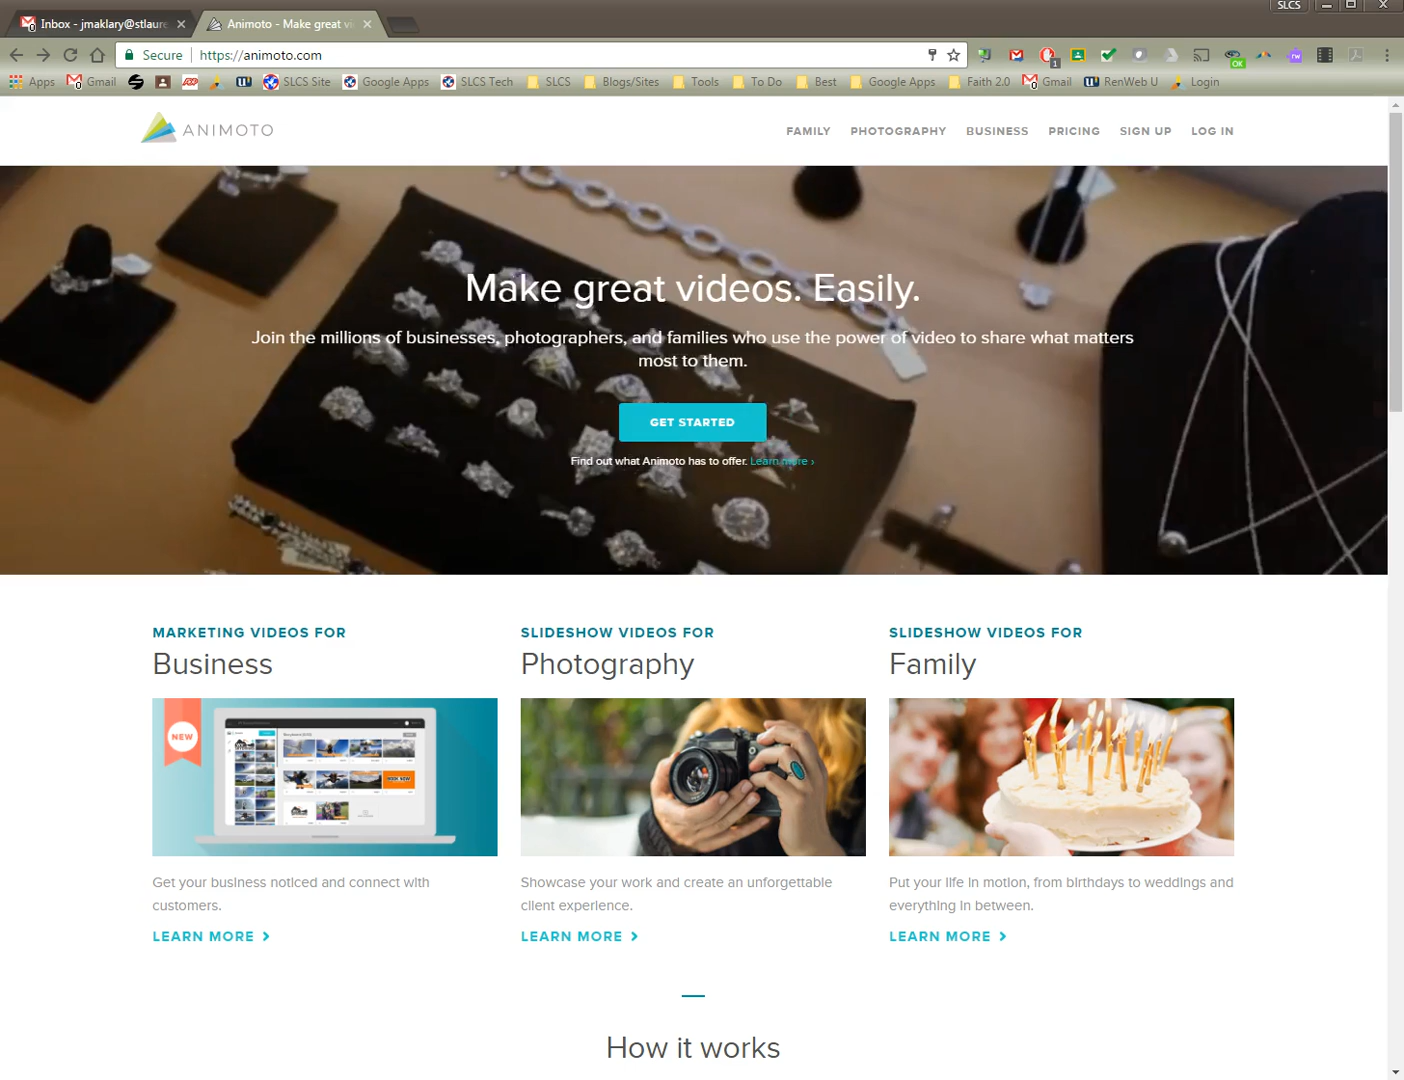 SLCS
Inbox - jmaklary@stlaure
Animoto - Make great vi
Secure
https://animoto.com
Apps
Gmail
SLCS Site
Google Apps
SLCS Tech
SLCS
Blogs/Sites
Tools
To Do
Best
Google Apps
Faith 2.0
Gmail
RenWeb U
Login
ANIMOTO
FAMILY
PHOTOGRAPHY
BUSINESS
PRICING
SIGN UP
LOG IN
Make great videos. Easily.
Join the millions of businesses, photographers, and families who use the power of video to share what matters
most to them.
GET STARTED
Find out what Animoto has to offer. Learn more ›
MARKETING VIDEOS FOR
Business
NEW
BOOK NOW
Get your business noticed and connect with
customers.
LEARN MORE
SLIDESHOW VIDEOS FOR
Photography
Showcase your work and create an unforgettable
client experience.
LEARN MORE
SLIDESHOW VIDEOS FOR
Family
Put your life in motion, from birthdays to weddings and
everything in between.
LEARN MORE
How it works